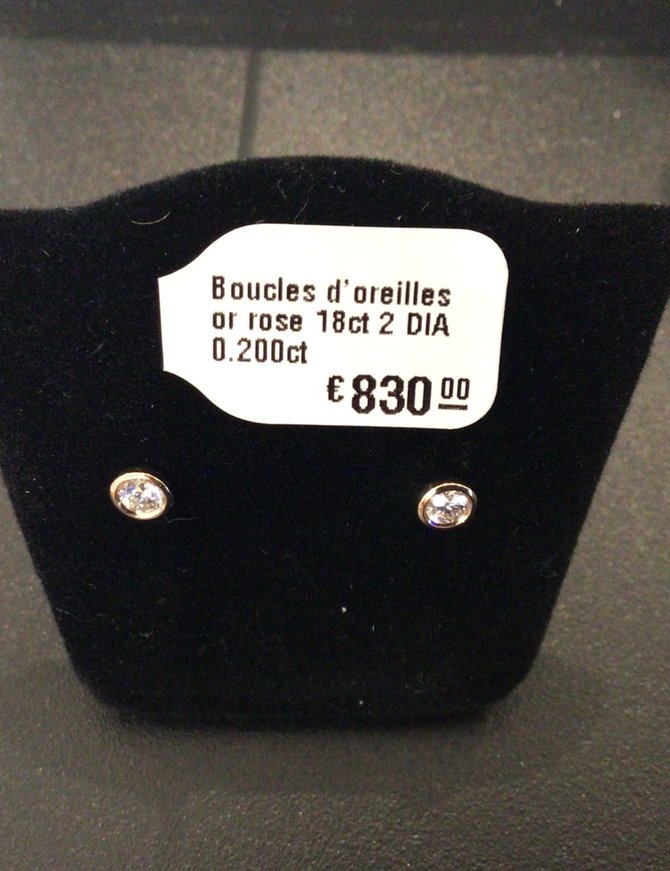 Boucles d'oreilles
or rose 18ct 2 DIA
0.200ct
€830 00